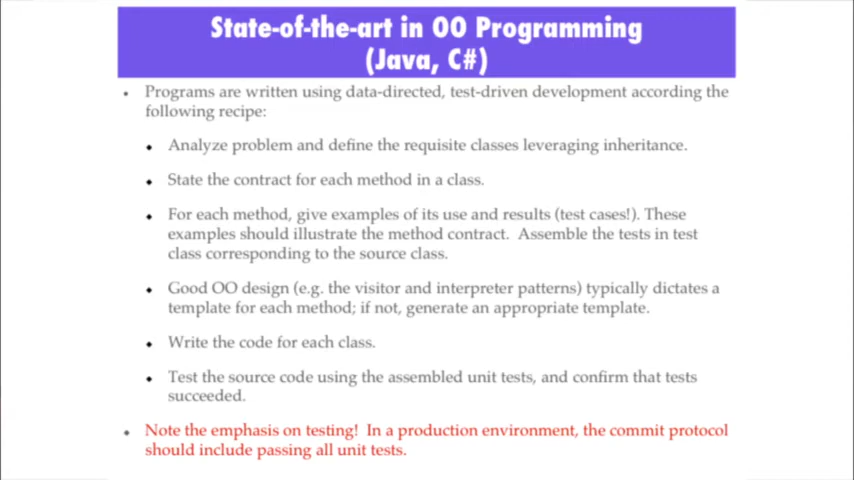 State-of-the-art in OO Programming
(Java, C#)
• Programs are written using data-directed, test-driven development according the
following recipe:
◆ Analyze problem and define the requisite classes leveraging inheritance.
◆ State the contract for each method in a class.
◆ For each method, give examples of its use and results (test cases!). These
examples should illustrate the method contract. Assemble the tests in test
class corresponding to the source class.
◆ Good OO design (e.g. the visitor and interpreter patterns) typically dictates a
template for each method; if not, generate an appropriate template.
◆ Write the code for each class.
◆ Test the source code using the assembled unit tests, and confirm that tests
succeeded.
• Note the emphasis on testing! In a production environment, the commit protocol
should include passing all unit tests.